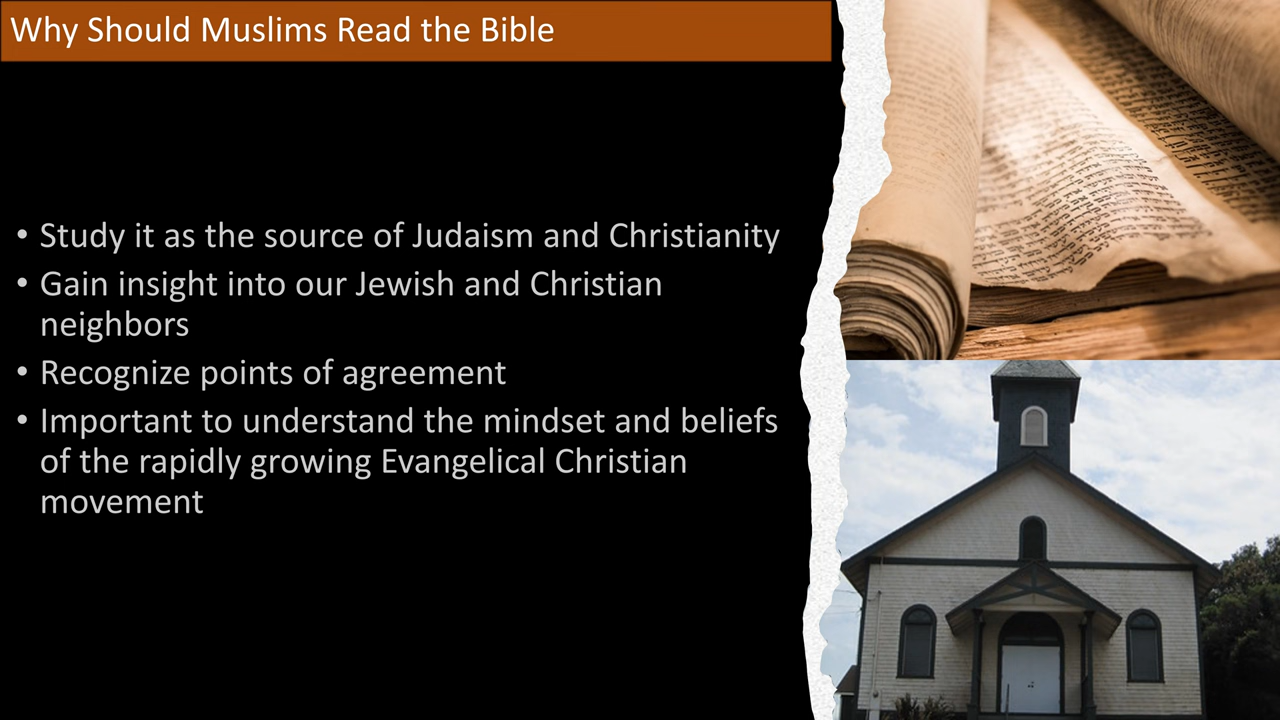 Why Should Muslims Read the Bible
• Study it as the source of Judaism and Christianity
• Gain insight into our Jewish and Christian
neighbors
• Recognize points of agreement
• Important to understand the mindset and beliefs
of the rapidly growing Evangelical Christian
movement